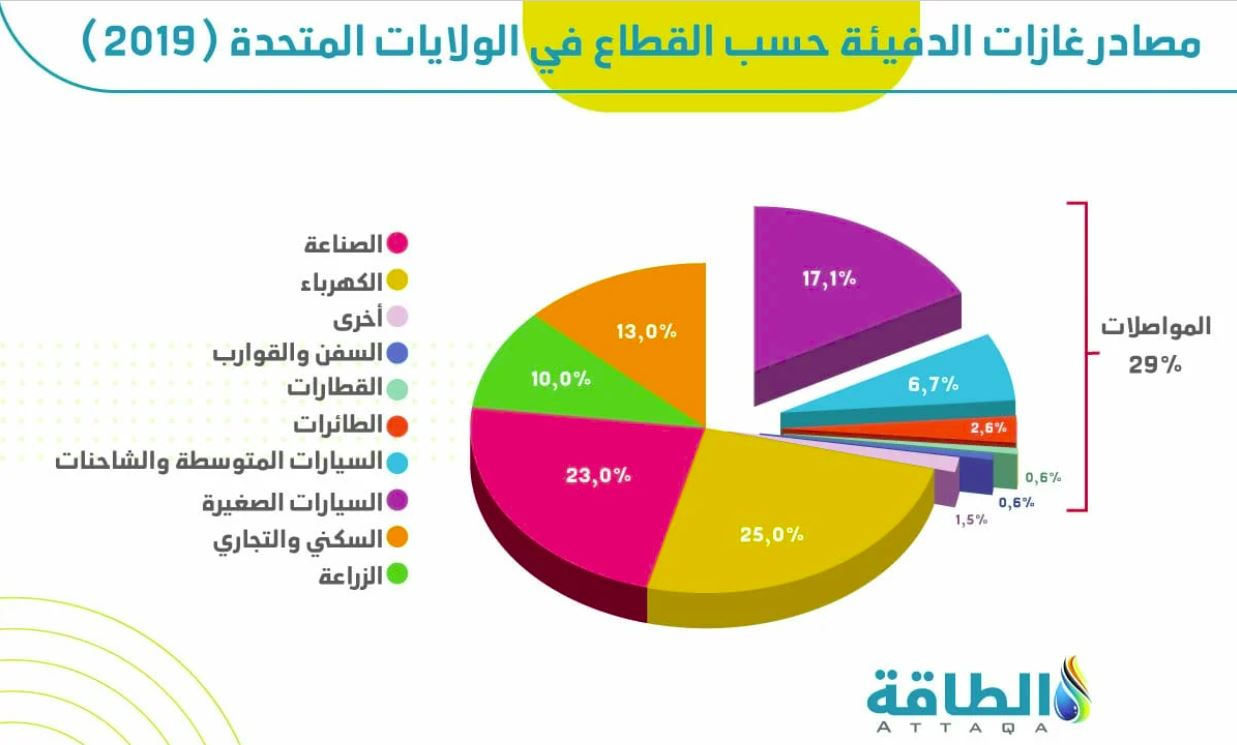 مصادر غازات الدفيئة حسب القطاع في الولايات المتحدة (2019)
المواصلات
29%
17,1%
6,7%
2,6%
0,6%
0,6%
1,5%
13,0%
10,0%
23,0%
25,0%
الصناعة
الكهرباء
أخرى
السفن والقوارب
القطارات
الطائرات
السيارات المتوسطة والشاحنات
السيارات الصغيرة
السكني والتجاري
الزراعة
الطاقة
ATTAQA